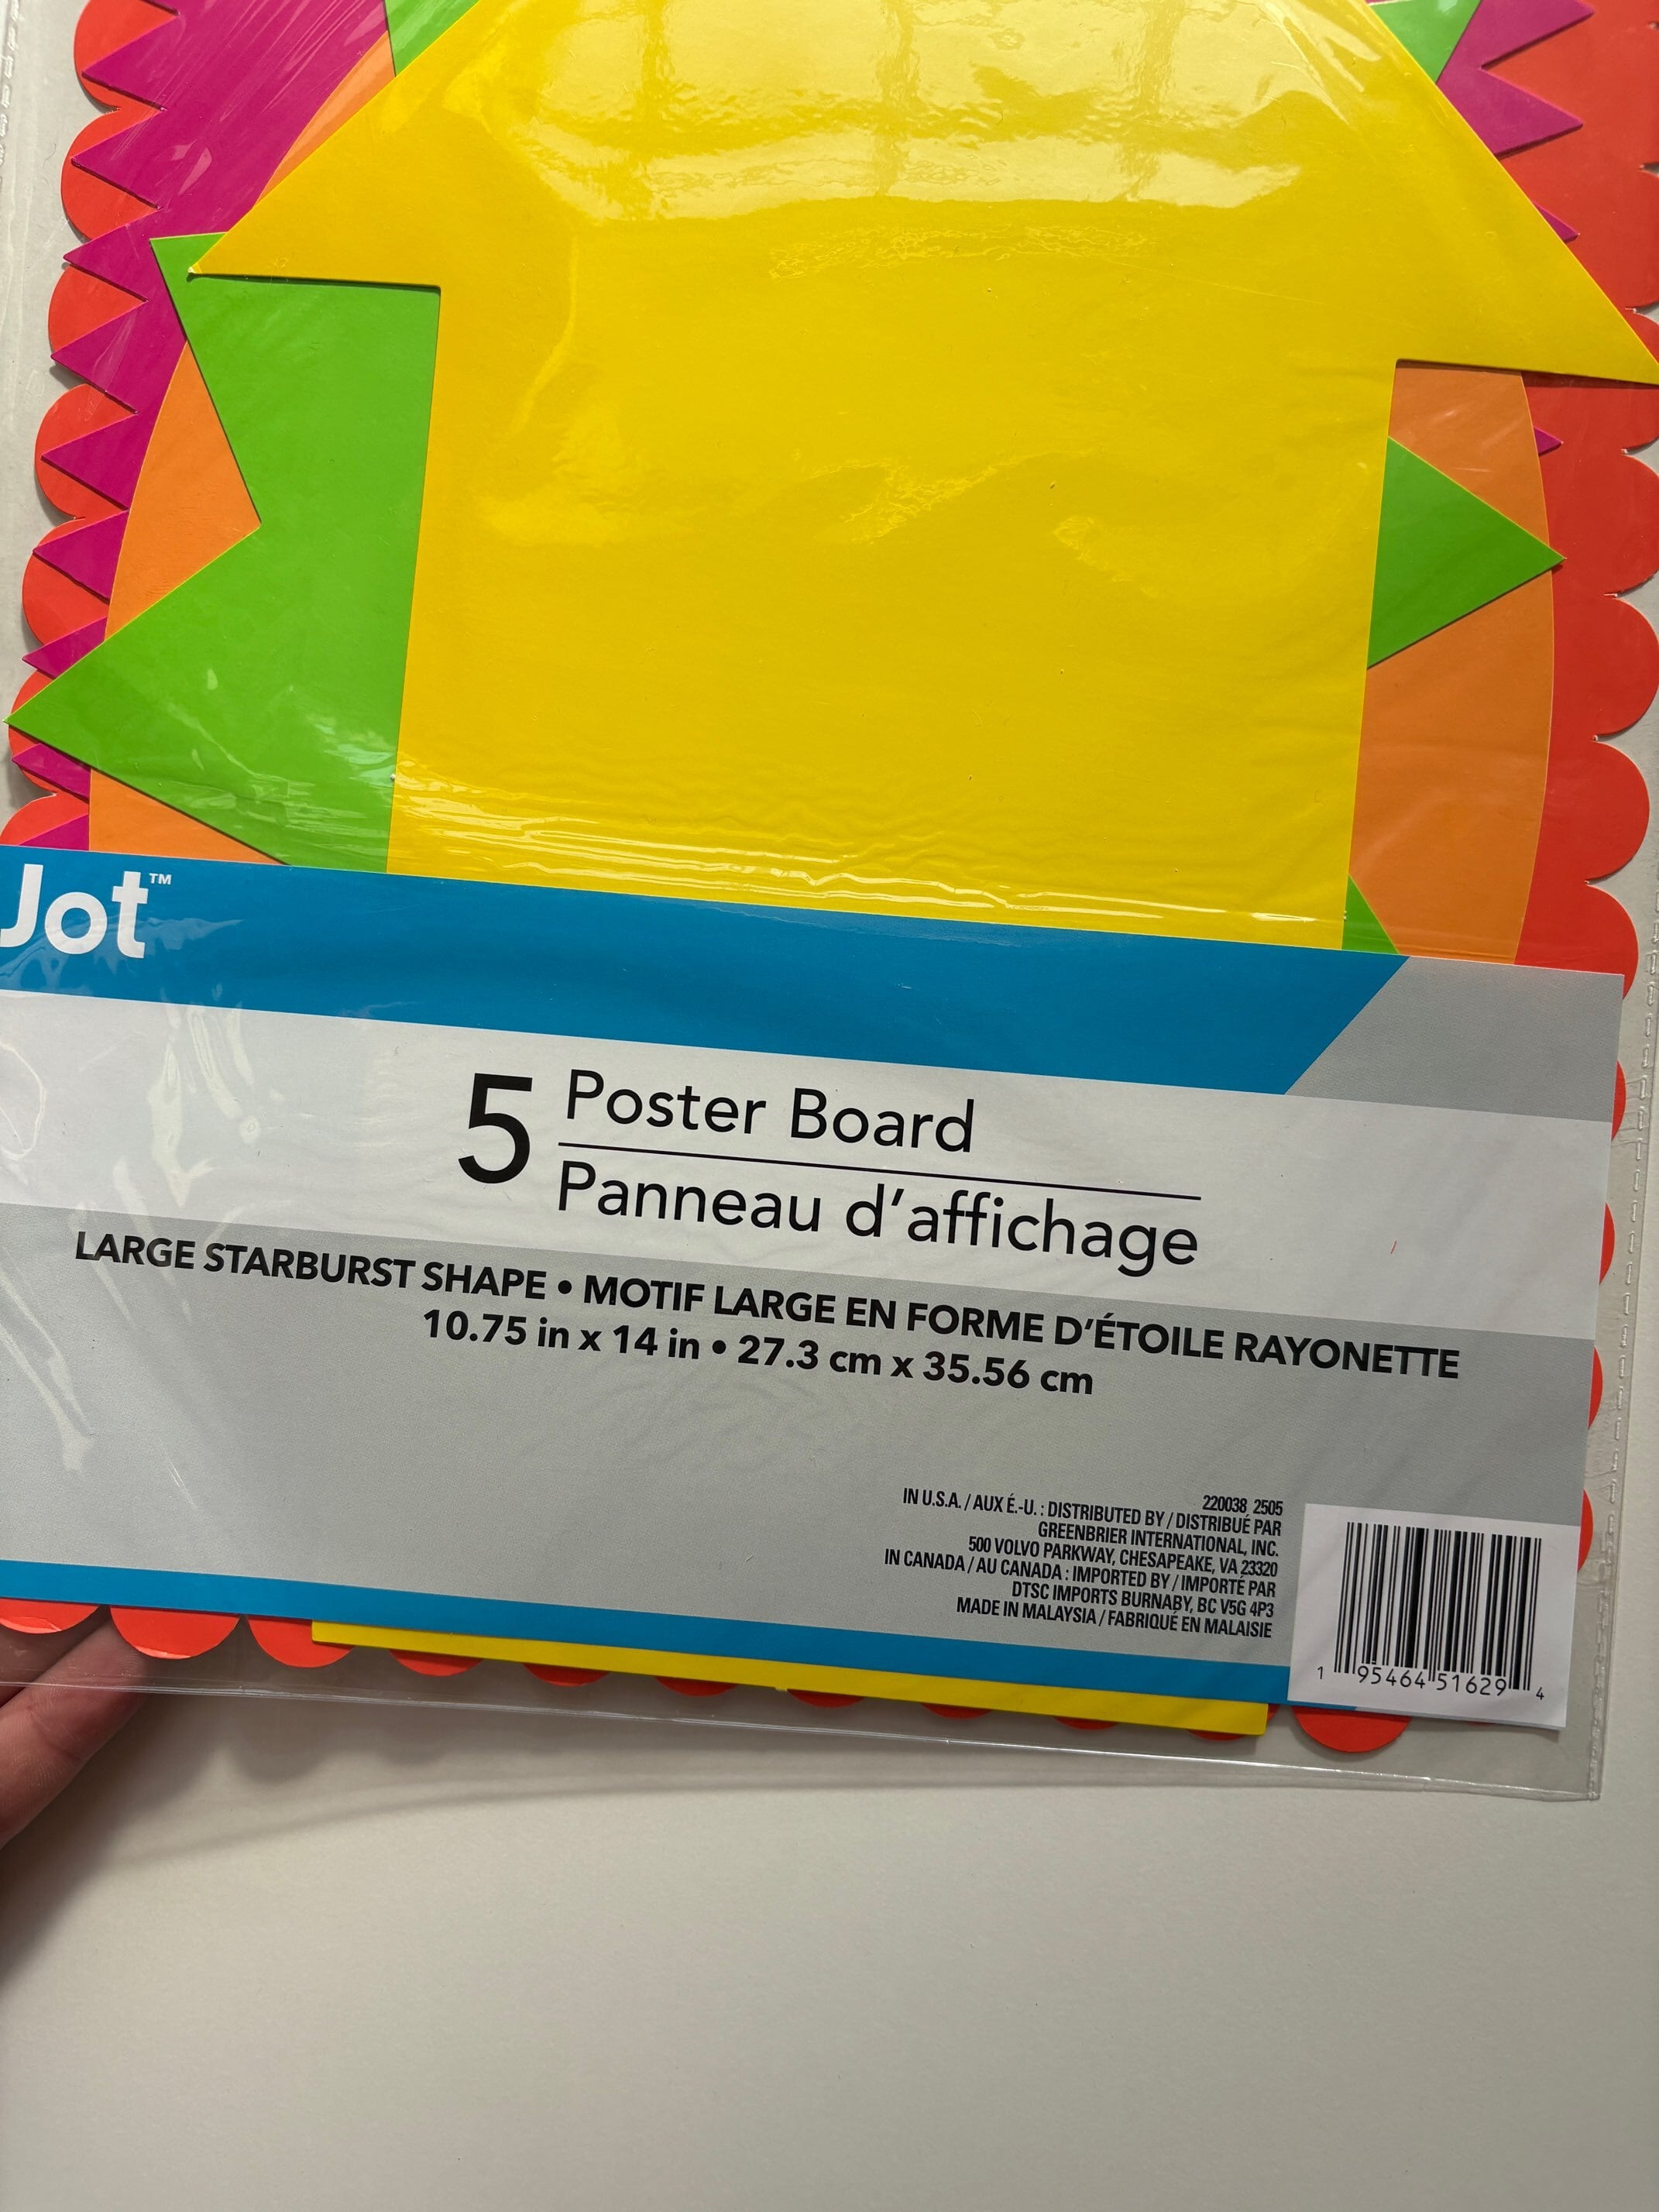 Jot™
5 Poster Board
Panneau d'affichage
LARGE STARBURST SHAPE • MOTIF LARGE EN FORME D'ÉTOILE RAYONETTE
10.75 in x 14 in • 27.3 cm x 35.56 cm
220038 2505
IN U.S.A. / AUX É.-U. : DISTRIBUTED BY / DISTRIBUÉ PAR
GREENBRIER INTERNATIONAL, INC.
500 VOLVO PARKWAY, CHESAPEAKE, VA 23320
IN CANADA / AU CANADA : IMPORTED BY / IMPORTÉ PAR
DTSC IMPORTS BURNABY, BC V5G 4P3
MADE IN MALAYSIA / FABRIQUÉ EN MALAISIE
1 95464 51629 4